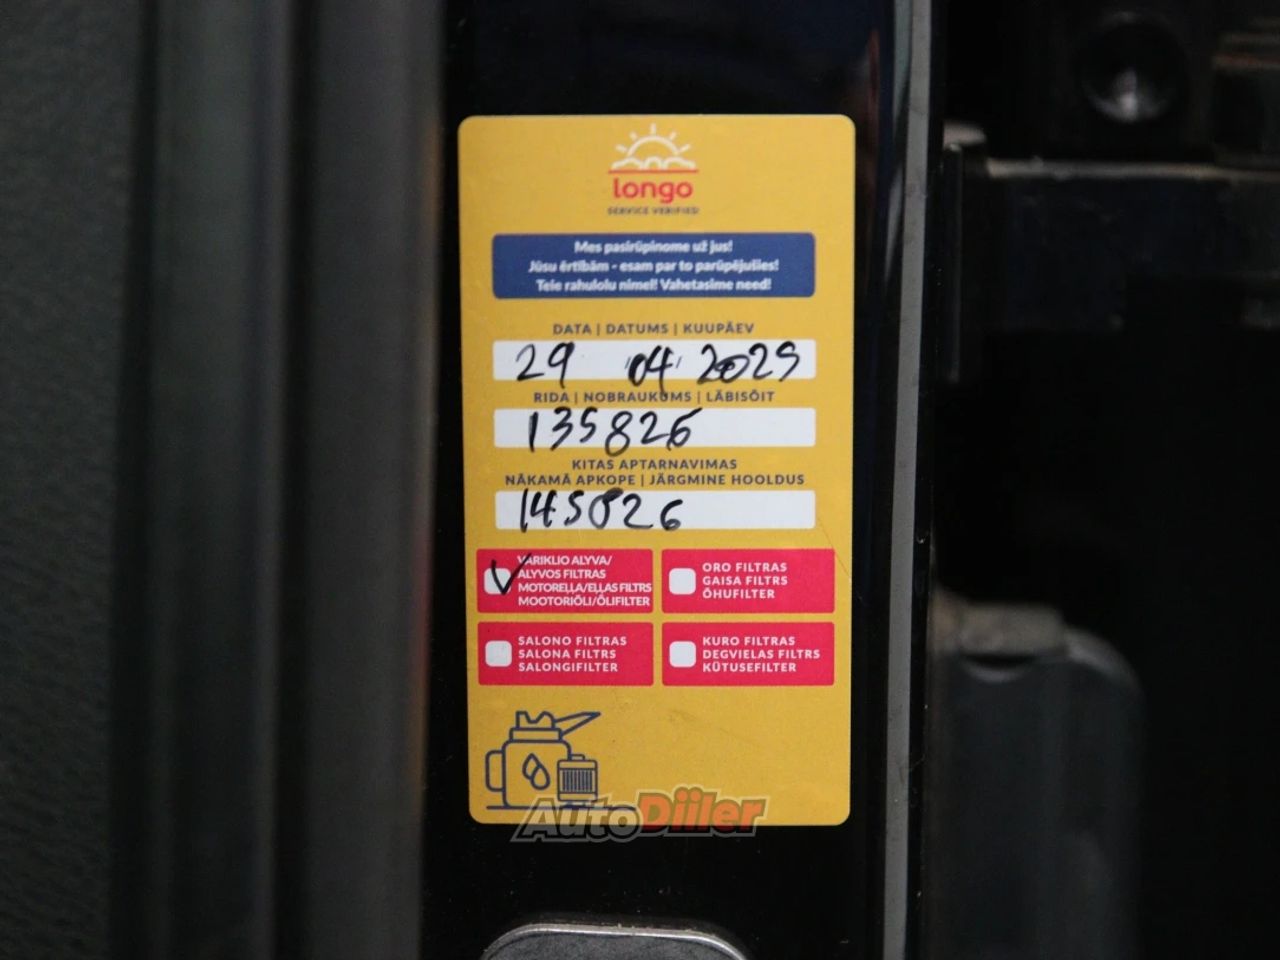 longo
SERVICE VERIFIED
Mes pasirūpinome už jus!
Jūsu ērtībām - esam par to parūpējušies!
Teie rahulolu nimel! Vahetasime need!
DATA | DATUMS | KUUPÄEV
29 04 2025
RIDA | NOBRAUKUMS | LÄBISÕIT
135826
KITAS APTARNAVIMAS
NĀKAMĀ APKOPE | JÄRGMINE HOOLDUS
145826
VARIKLIO ALYVA/
ALYVOS FILTRAS
MOTOREĻĻA/EĻĻAS FILTRS
MOOTORIÕLI/ÕLIFILTER
ORO FILTRAS
GAISA FILTRS
ÕHUFILTER
SALONO FILTRAS
SALONA FILTRS
SALONGIFILTER
KURO FILTRAS
DEGVIELAS FILTRS
KÜTUSEFILTER
AutoDiiler